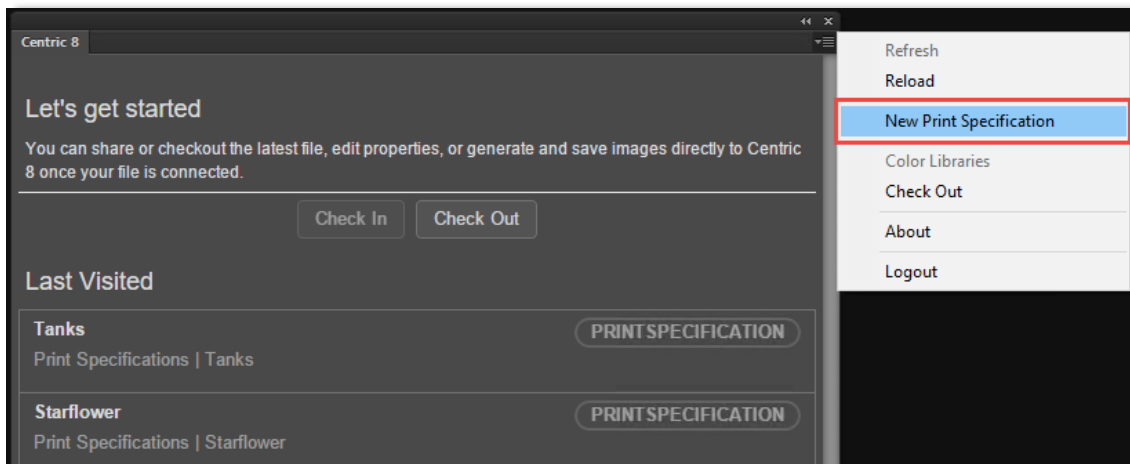 Centric 8
Let's get started
You can share or checkout the latest file, edit properties, or generate and save images directly to Centric
8 once your file is connected.
Check In
Check Out
Last Visited
Tanks
PRINTSPECIFICATION
Print Specifications | Tanks
Starflower
PRINTSPECIFICATION
Print Specifications | Starflower
Refresh
Reload
New Print Specification
Color Libraries
Check Out
About
Logout